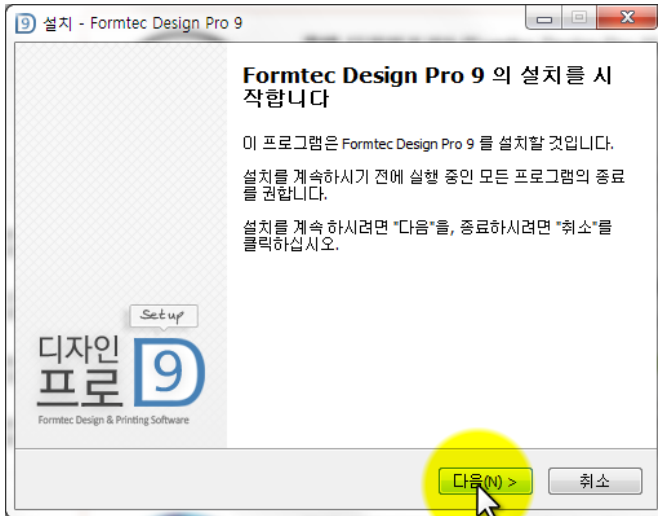 9 설치 - Formtec Design Pro 9
Formtec Design Pro 9 의 설치를 시
작합니다
이 프로그램은 Formtec Design Pro 9 를 설치할 것입니다.
설치를 계속하시기 전에 실행 중인 모든 프로그램의 종료
를 권합니다.
설치를 계속 하시려면 "다음"을, 종료하시려면 "취소"를
클릭하십시오.
Setup
디자인
프로 9
Formtec Design & Printing Software
다음(N) > 취소